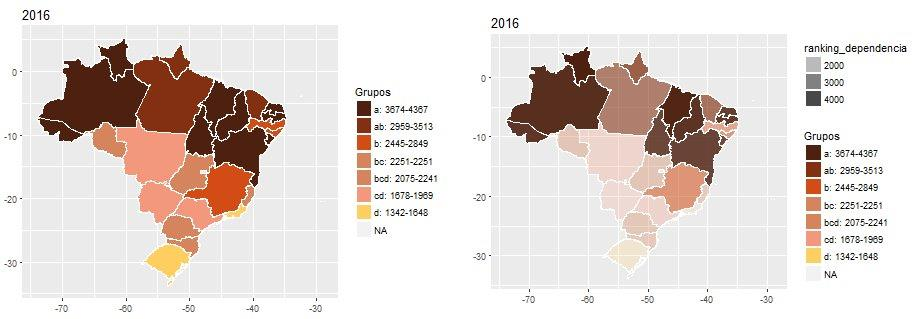 2016
0
-10
-20
-30
-70
-60
-50
-40
-30
Grupos
a: 3674-4367
ab: 2959-3513
b: 2445-2849
bc: 2251-2251
bcd: 2075-2241
cd: 1678-1969
d: 1342-1648
NA
2016
0
-10
-20
-30
-70
-60
-50
-40
-30
ranking_dependencia
2000
3000
4000
Grupos
a: 3674-4367
ab: 2959-3513
b: 2445-2849
bc: 2251-2251
bcd: 2075-2241
cd: 1678-1969
d: 1342-1648
NA